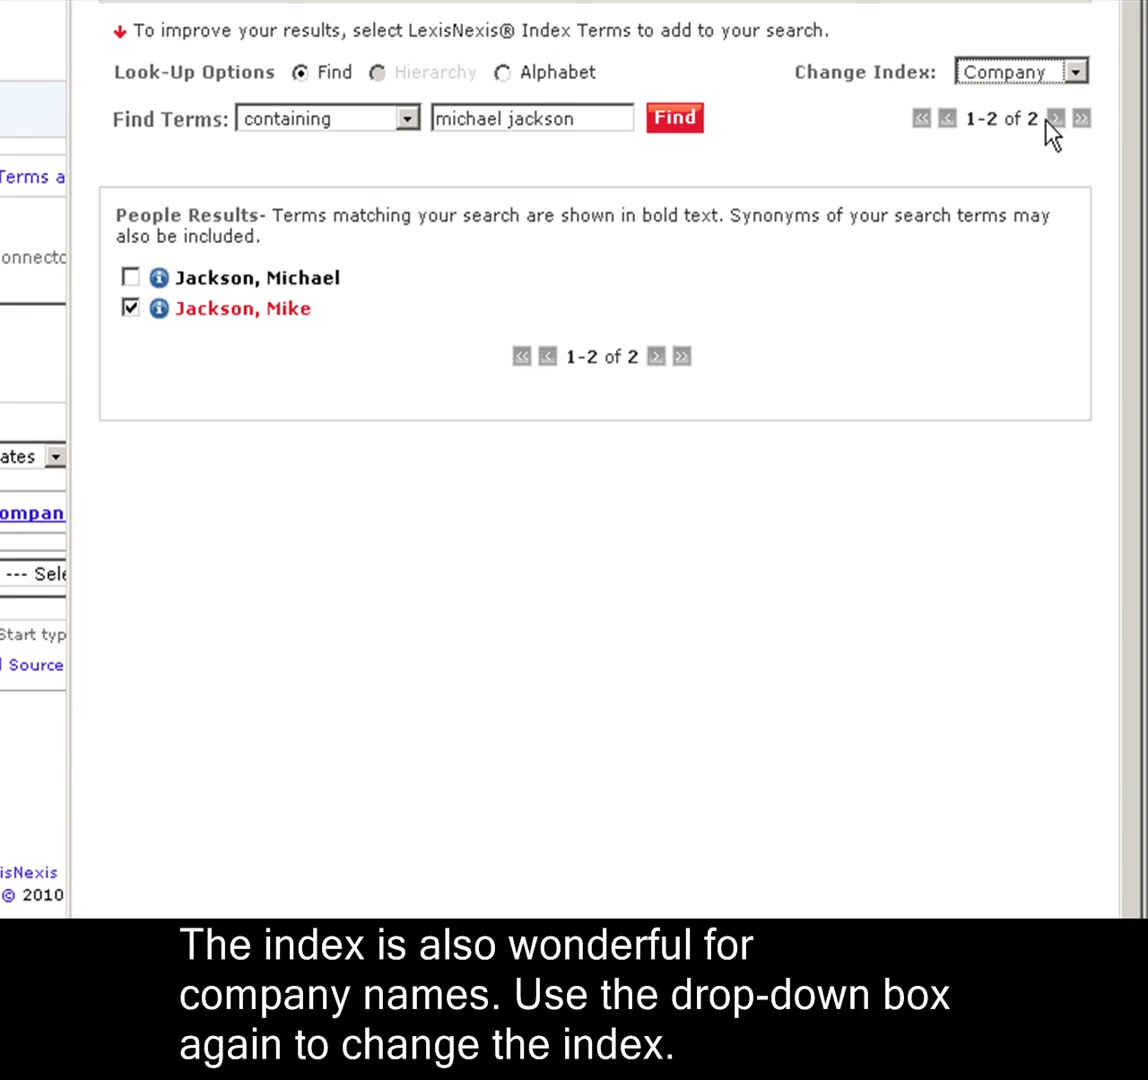 To improve your results, select LexisNexis® Index Terms to add to your search.
Look-Up Options Find Hierarchy Alphabet Change Index: Company
Find Terms: containing michael jackson Find 1-2 of 2
Terms a
People Results- Terms matching your search are shown in bold text. Synonyms of your search terms may
also be included.
onnecto
Jackson, Michael
Jackson, Mike
1-2 of 2
ates
ompan
--- Sele
Start typ
l Source
isNexis
© 2010
The index is also wonderful for
company names. Use the drop-down box
again to change the index.